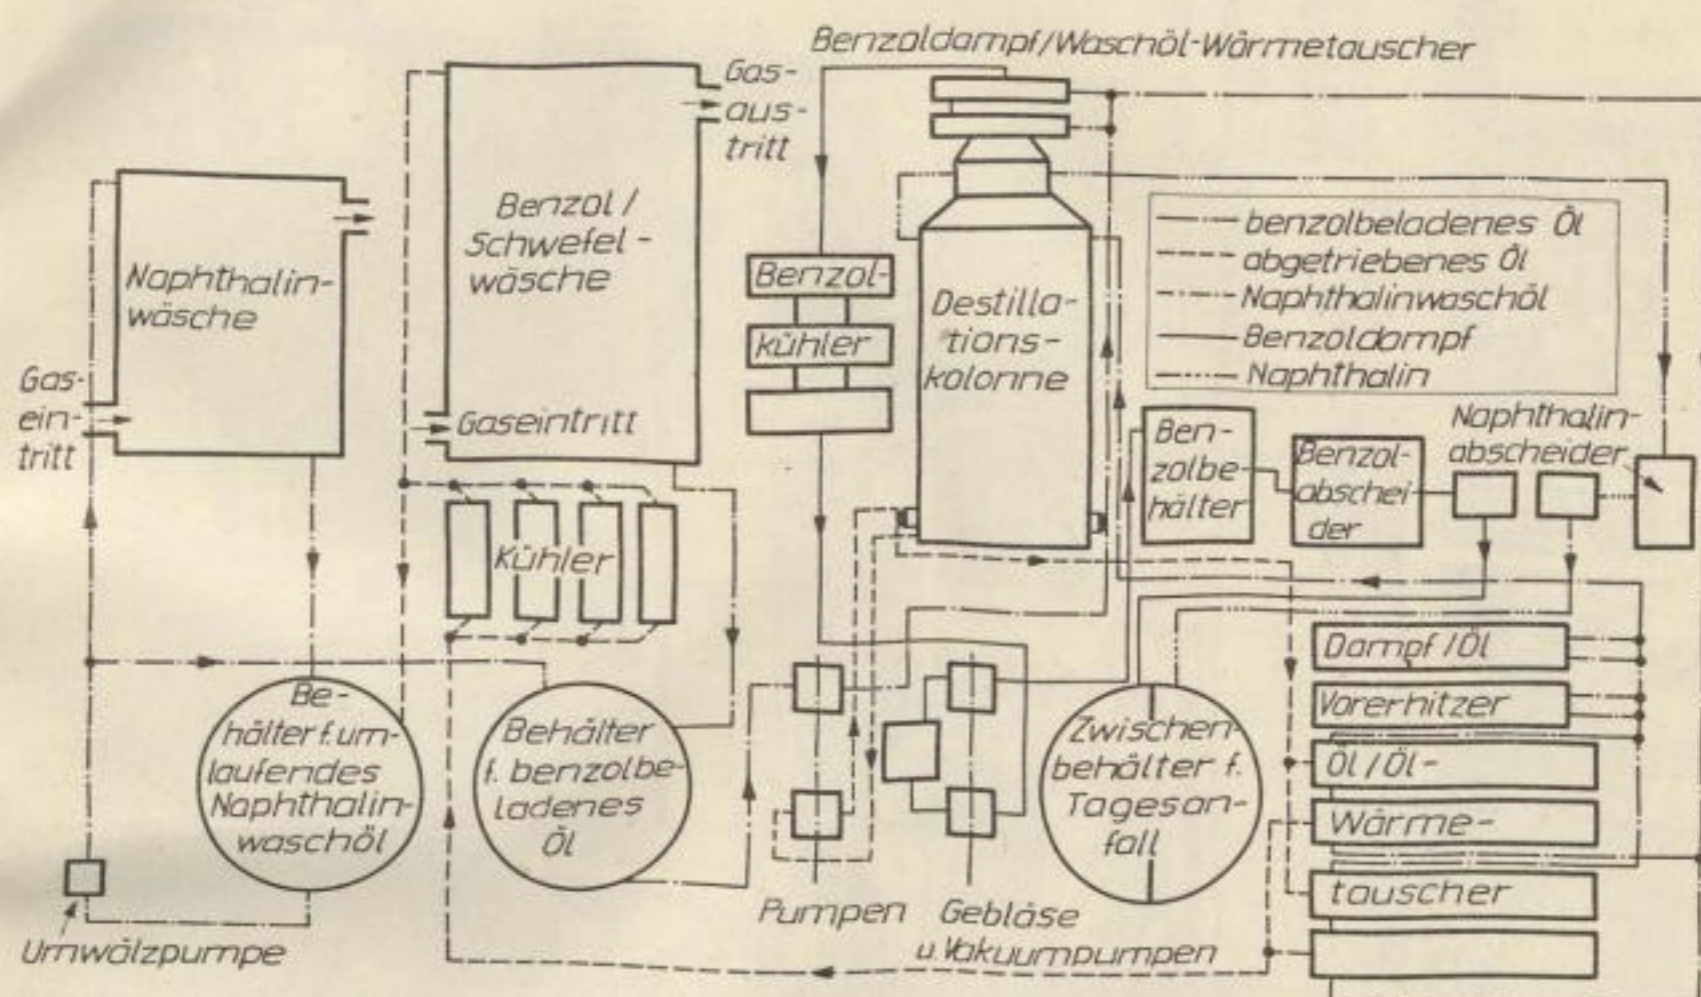 Benzoldampf/Waschöl-Wärmetauscher
Gas-
aus-
tritt
Naphthalin-
wäsche
Benzol /
Schwefel-
wäsche
Gas-
ein-
tritt
Gaseintritt
Benzol-
kühler
Destilla-
tions-
kolonne
benzolbeladenes Öl
abgetriebenes Öl
Naphthalinwaschöl
Benzoldampf
Naphthalin
Ben-
zolbe-
hälter
Benzol-
abschei
der
Naphthalin-
abscheider
Kühler
Be-
hälter f. um-
laufendes
Naphthalin-
waschöl
Behälter
f. benzolbe-
ladenes
Öl
Zwischen-
behälter f.
Tagesan-
fall
Dampf/Öl
Vorerhitzer
Öl/Öl-
Wärme-
tauscher
Umwälzpumpe
Pumpen
Gebläse
u. Vakuumpumpen